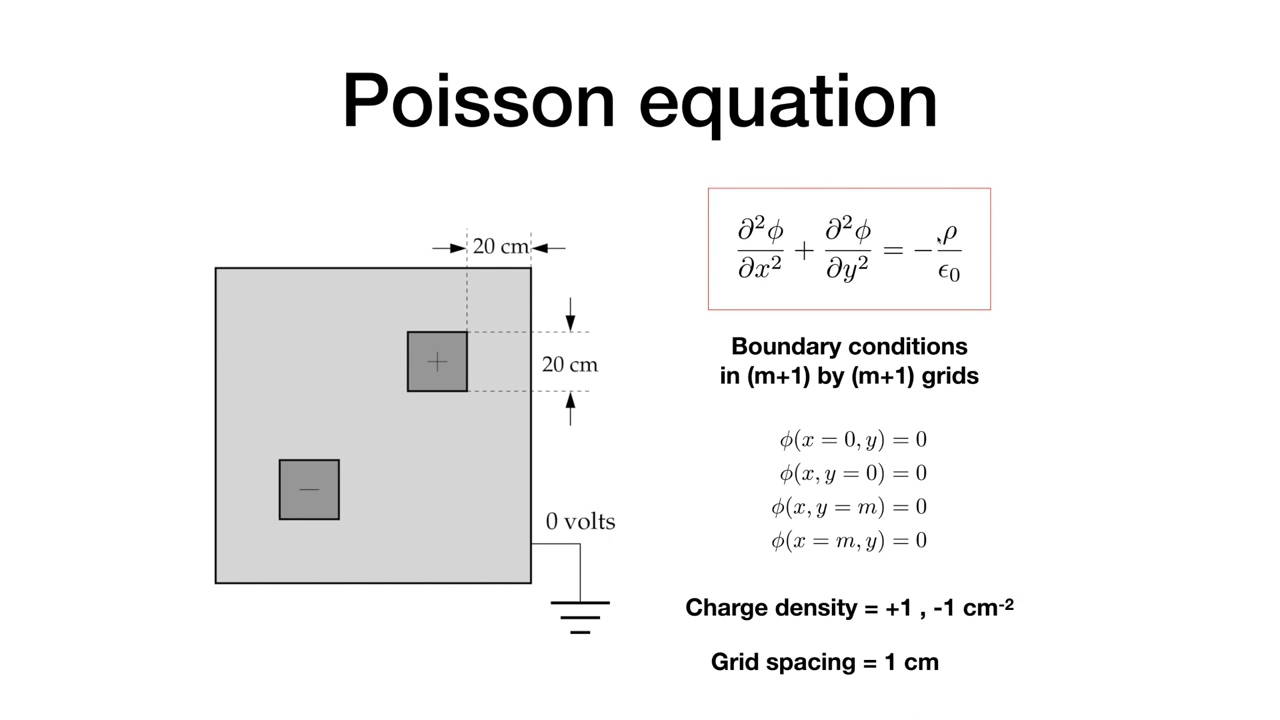 Poisson equation
20 cm
+
20 cm
−
0 volts
∂²φ/∂x² + ∂²φ/∂y² = −ρ/ϵ₀
Boundary conditions
in (m+1) by (m+1) grids
ϕ(x = 0, y) = 0
ϕ(x, y = 0) = 0
ϕ(x, y = m) = 0
ϕ(x = m, y) = 0
Charge density = +1 , -1 cm⁻²
Grid spacing = 1 cm